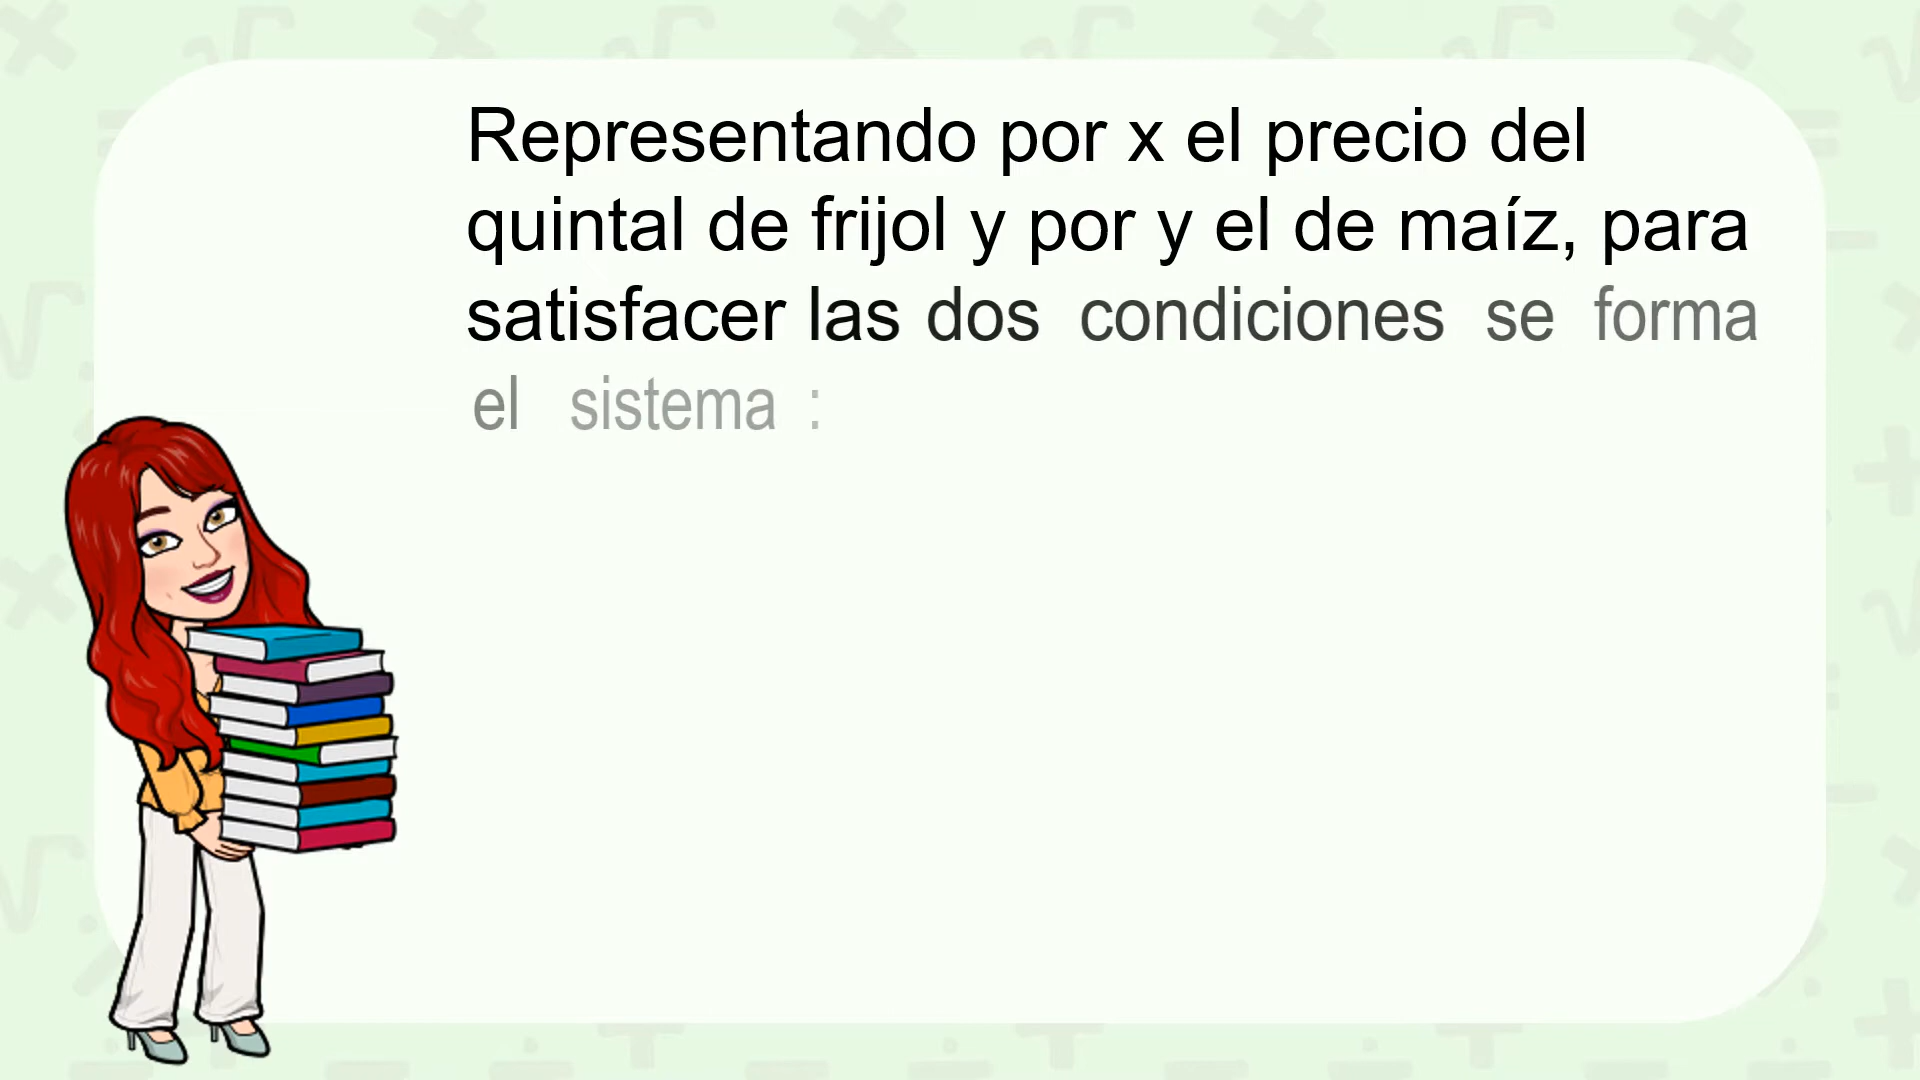 Representando por x el precio del
quintal de frijol y por y el de maíz, para
satisfacer las dos condiciones se forma
el sistema :